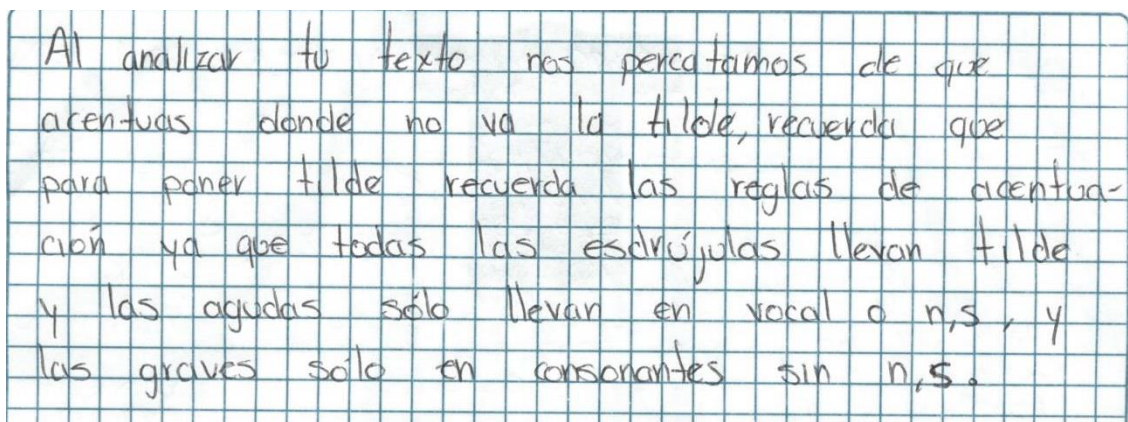 Al analizar tu texto nos percatamos de que
acentuas donde no va la tilde, recuerda que
para poner tilde recuerda las reglas de acentua-
ción ya que todas las esdrújulas llevan tilde
y las agudas sólo llevan en vocal o n,s, y
las graves sólo en consonantes sin n,s.